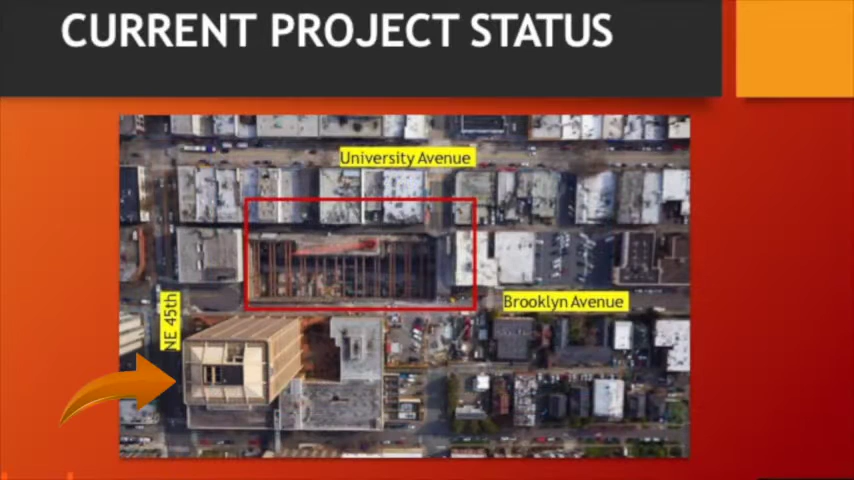 CURRENT PROJECT STATUS
University Avenue
Brooklyn Avenue
NE 45th